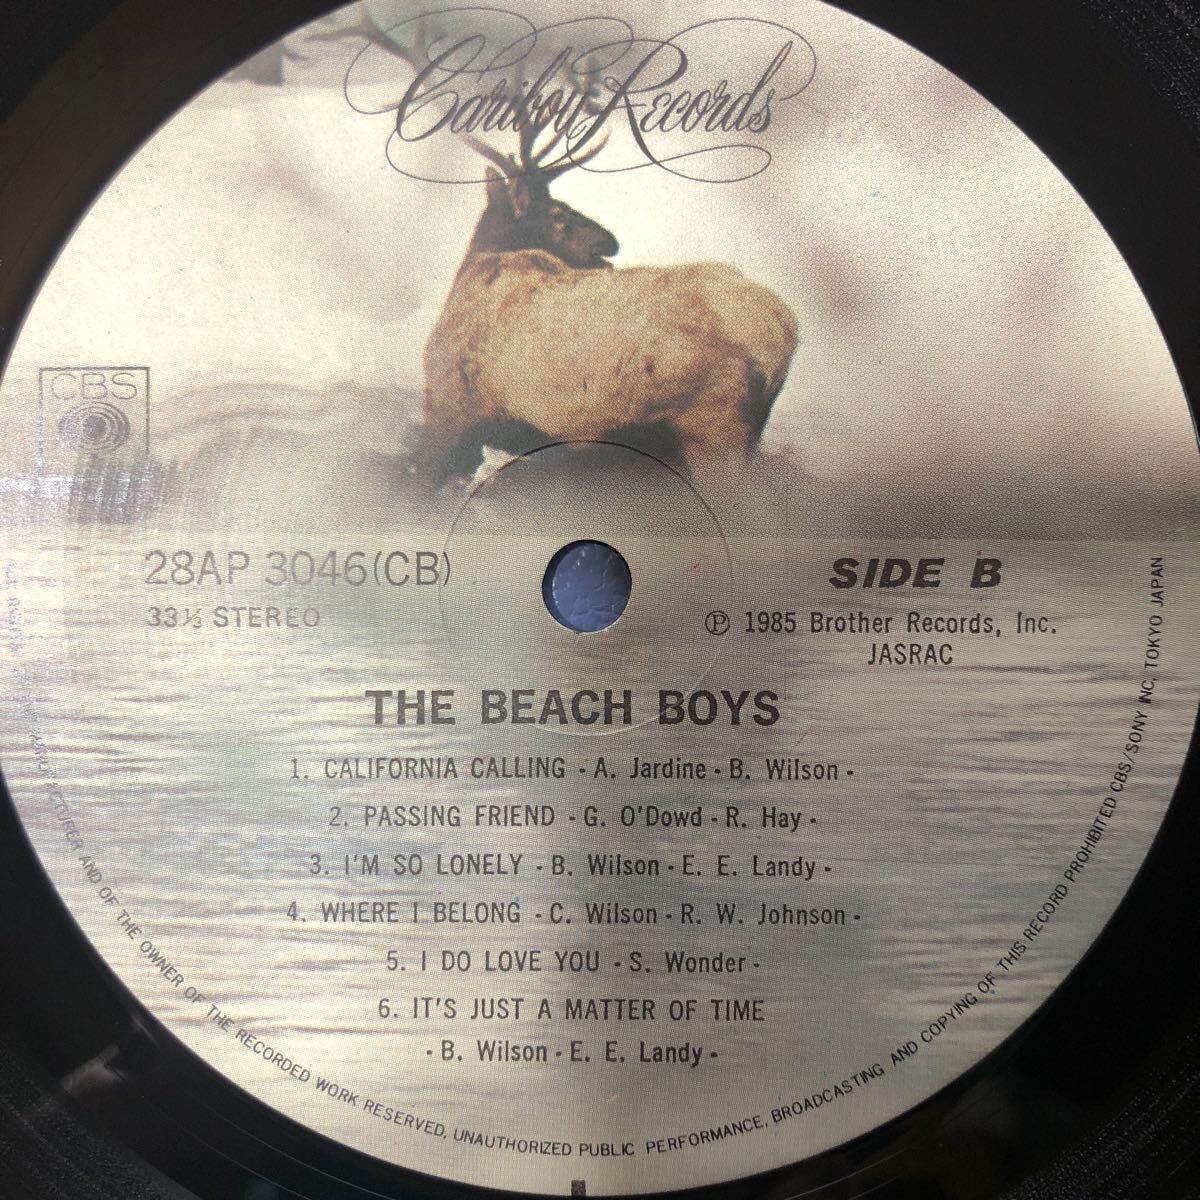 Caribou Records
CBS
28AP 3046(CB)
33⅓ STEREO
SIDE B
Ⓟ 1985 Brother Records, Inc.
JASRAC
THE BEACH BOYS
1. CALIFORNIA CALLING - A. Jardine - B. Wilson -
2. PASSING FRIEND - G. O'Dowd - R. Hay -
3. I'M SO LONELY - B. Wilson - E. E. Landy -
4. WHERE I BELONG - C. Wilson - R. W. Johnson -
5. I DO LOVE YOU - S. Wonder -
6. IT'S JUST A MATTER OF TIME
- B. Wilson - E. E. Landy -
MANUFACTURER AND OF THE OWNER OF THE RECORDED WORK RESERVED, UNAUTHORIZED PUBLIC PERFORMANCE, BROADCASTING AND COPYING OF THIS RECORD PROHIBITED CBS/SONY INC. TOKYO JAPAN